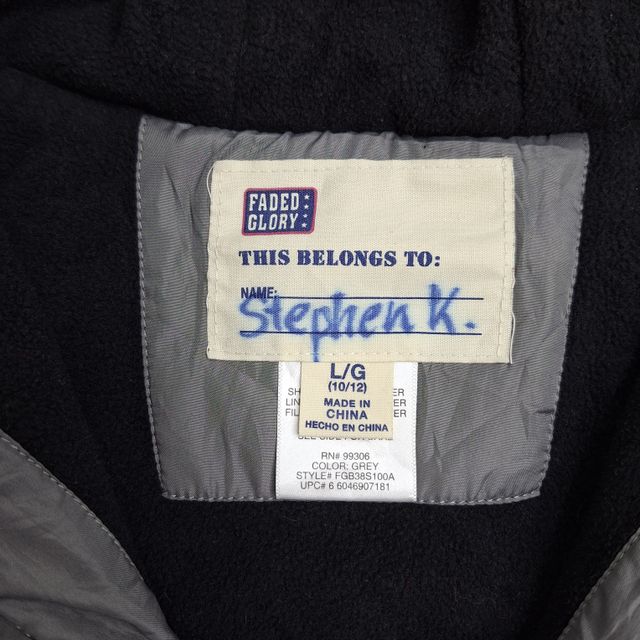 FADED
GLORY
THIS BELONGS TO:
NAME:
Stephen K.
L/G
(10/12)
MADE IN
CHINA
HECHO EN CHINA
RN# 99306
COLOR: GREY
STYLE# FGB38S100A
UPC# 6 6046907181